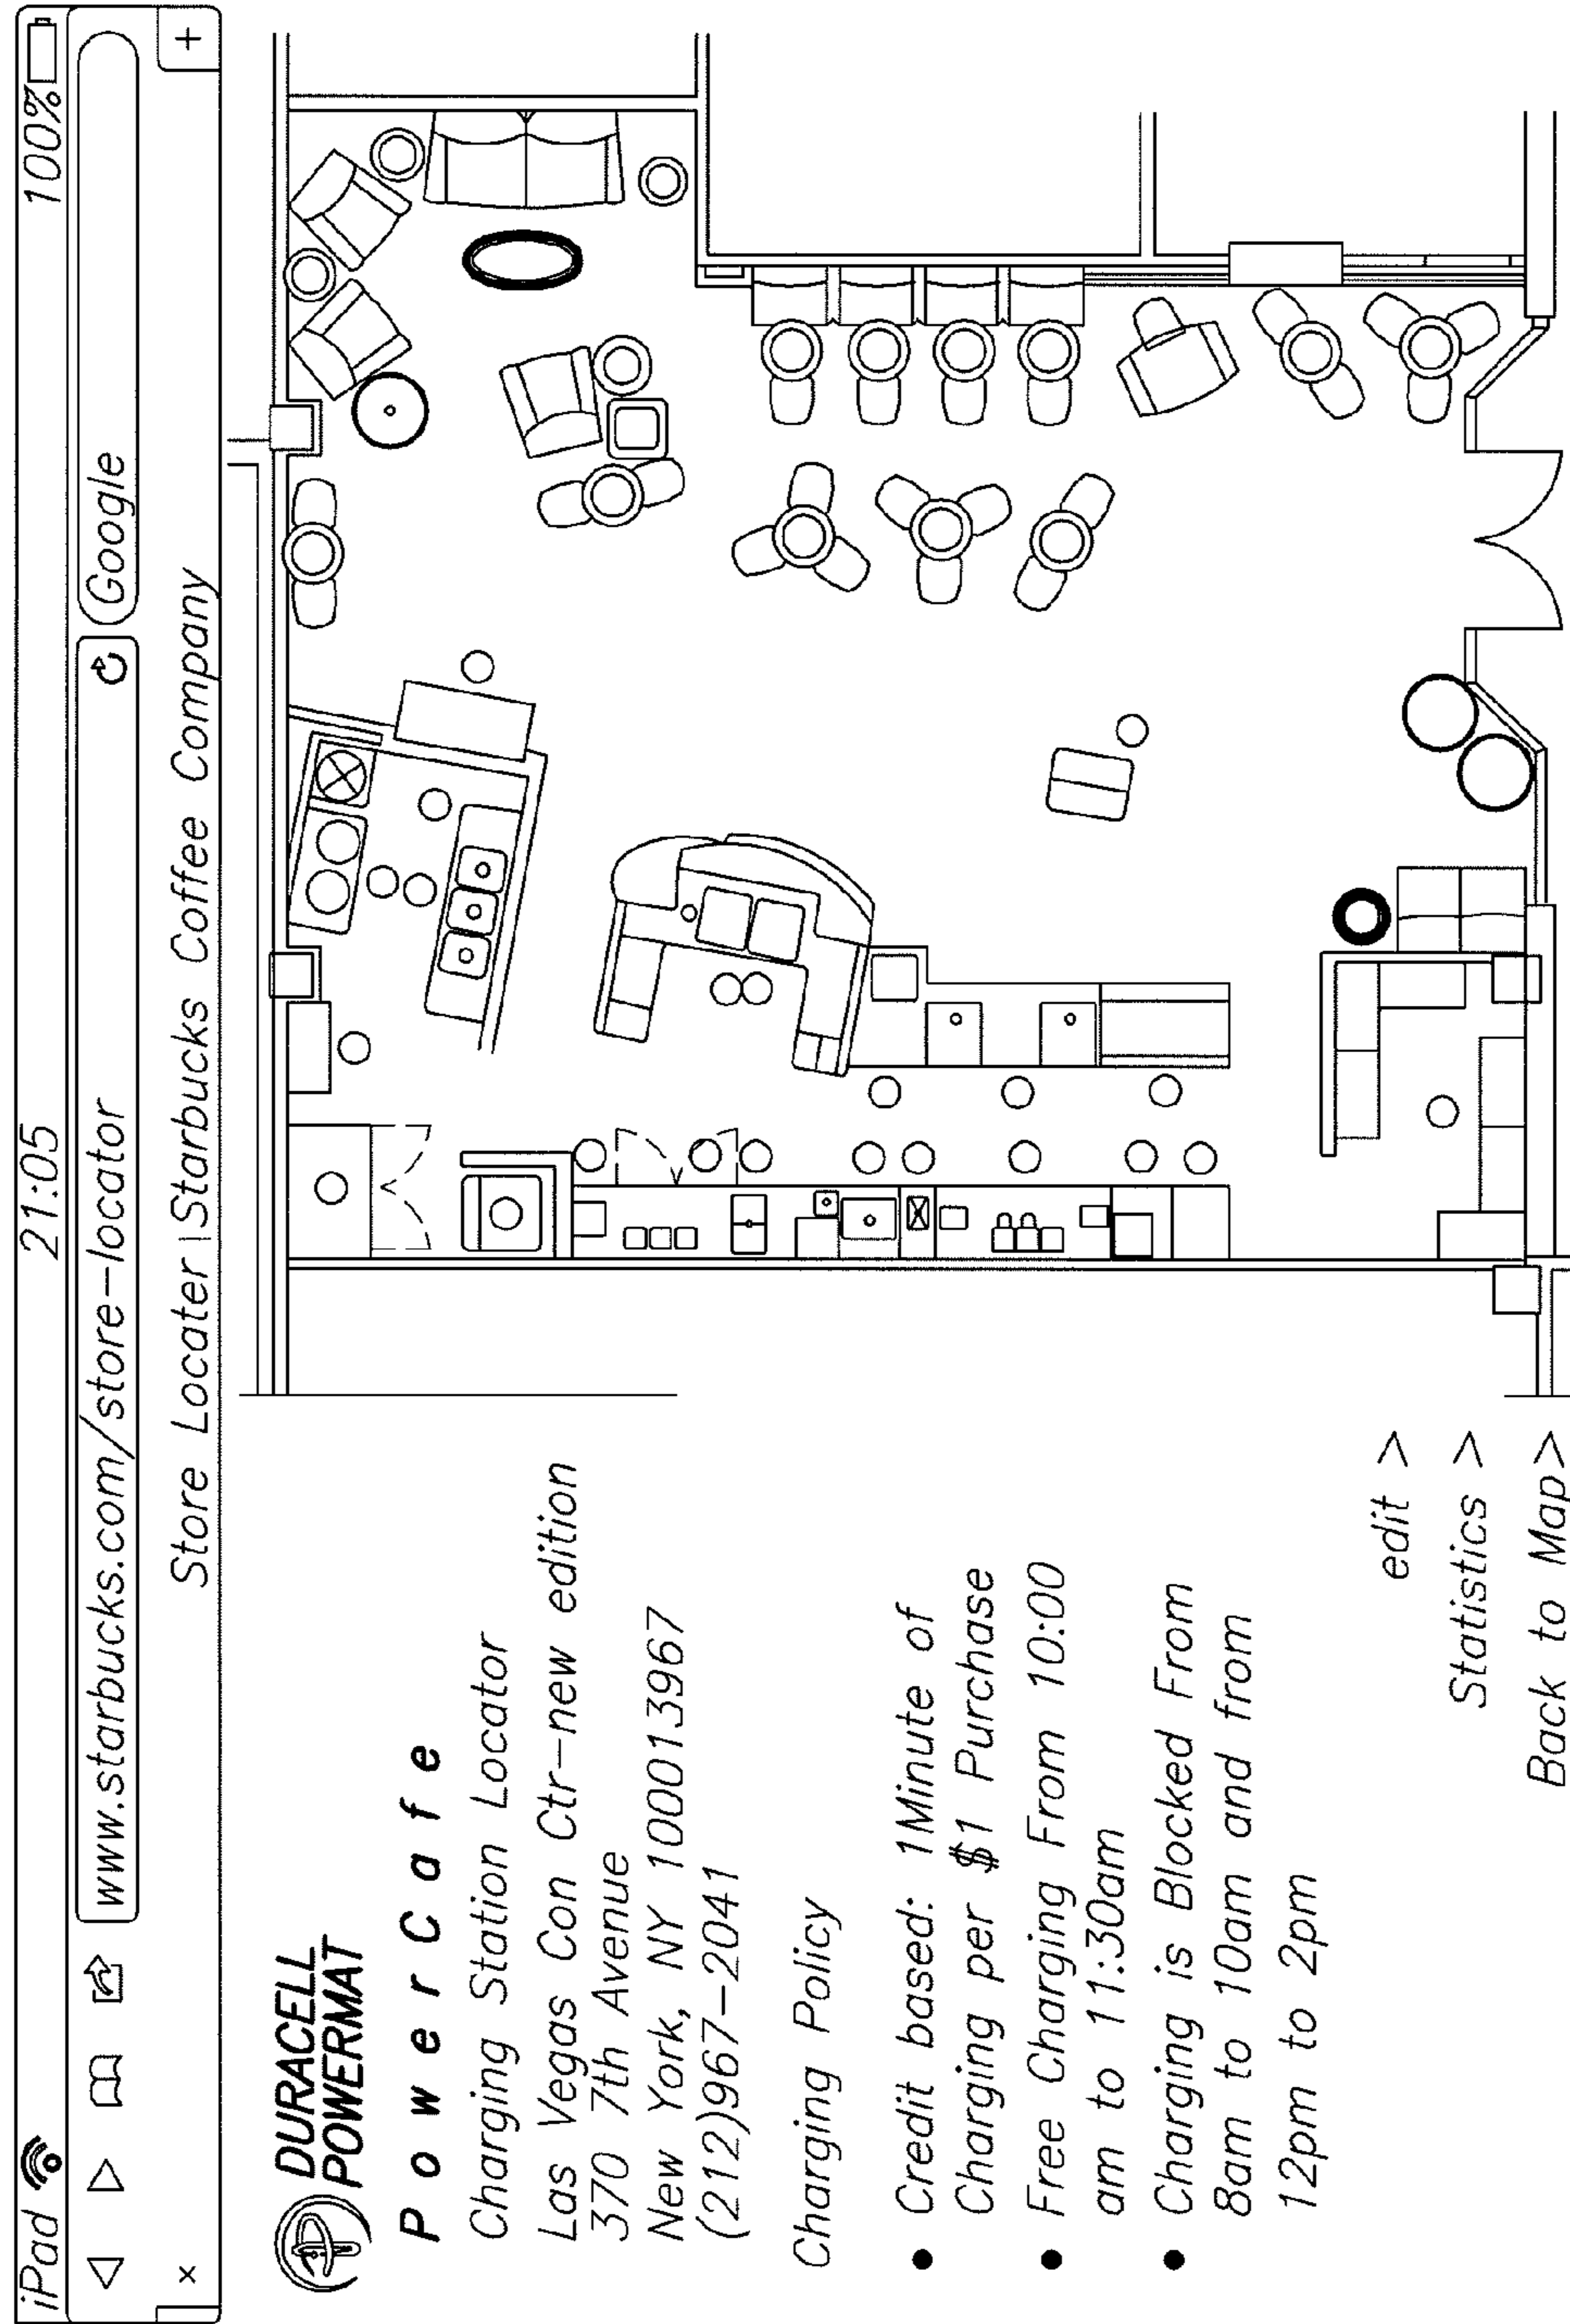 iPad 21:05 100%
www.starbucks.com/store-locator Google
× Store Locater | Starbucks Coffee Company +
DURACELL
POWERMAT
Power Cafe
Charging Station Locator
Las Vegas Con Ctr-new edition
370 7th Avenue
New York, NY 100013967
(212)967-2041
Charging Policy
• Credit based: 1Minute of
Charging per $1 Purchase
• Free Charging From 10:00
am to 11:30am
• Charging is Blocked From
8am to 10am and from
12pm to 2pm
edit >
Statistics >
Back to Map>